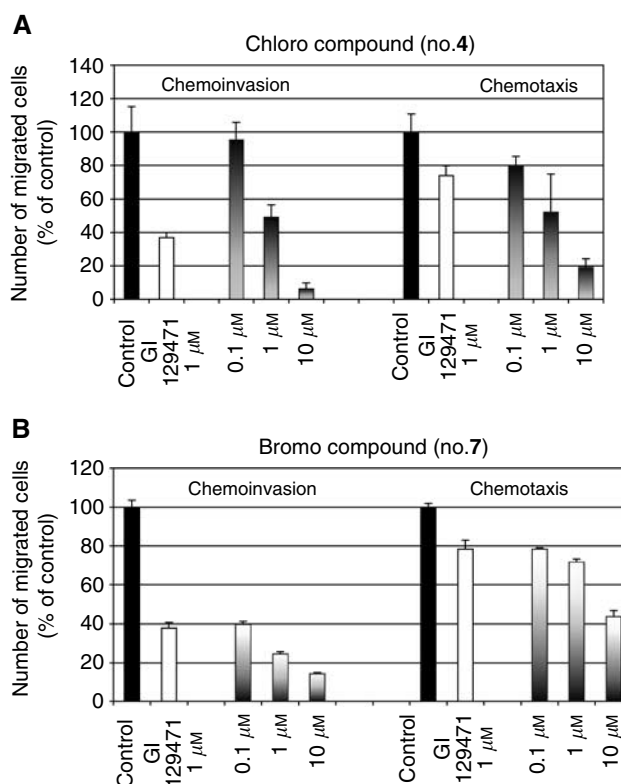 A
Chloro compound (no.4)
Number of migrated cells
(% of control)
140
120
100
80
60
40
20
0
Chemoinvasion
Chemotaxis
Control
GI
129471
1 µM
0.1 µM
1 µM
10 µM
Control
GI
129471
1 µM
0.1 µM
1 µM
10 µM
B
Bromo compound (no.7)
Number of migrated cells
(% of control)
120
100
80
60
40
20
0
Chemoinvasion
Chemotaxis
Control
GI
129471
1 µM
0.1 µM
1 µM
10 µM
Control
GI
129471
1 µM
0.1 µM
1 µM
10 µM